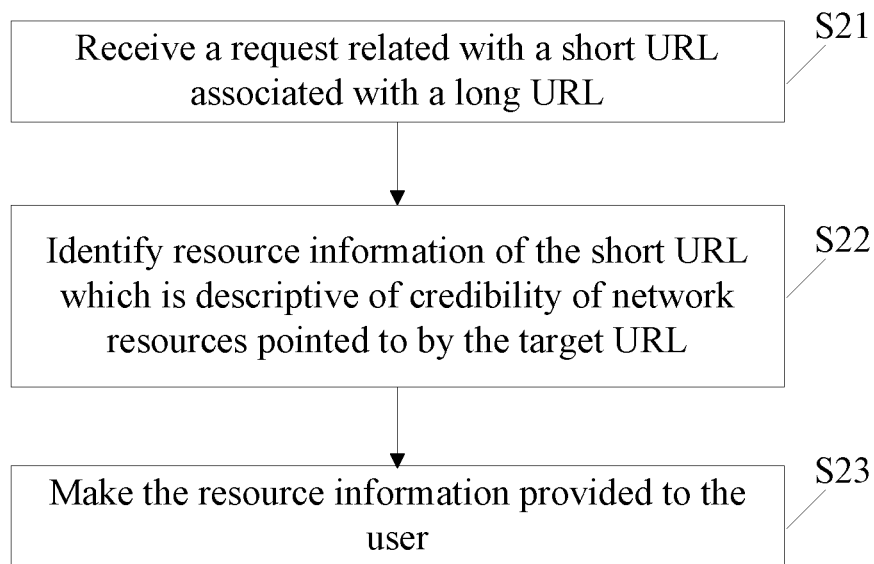 Receive a request related with a short URL
associated with a long URL
S21
Identify resource information of the short URL
which is descriptive of credibility of network
resources pointed to by the target URL
S22
Make the resource information provided to the
user
S23